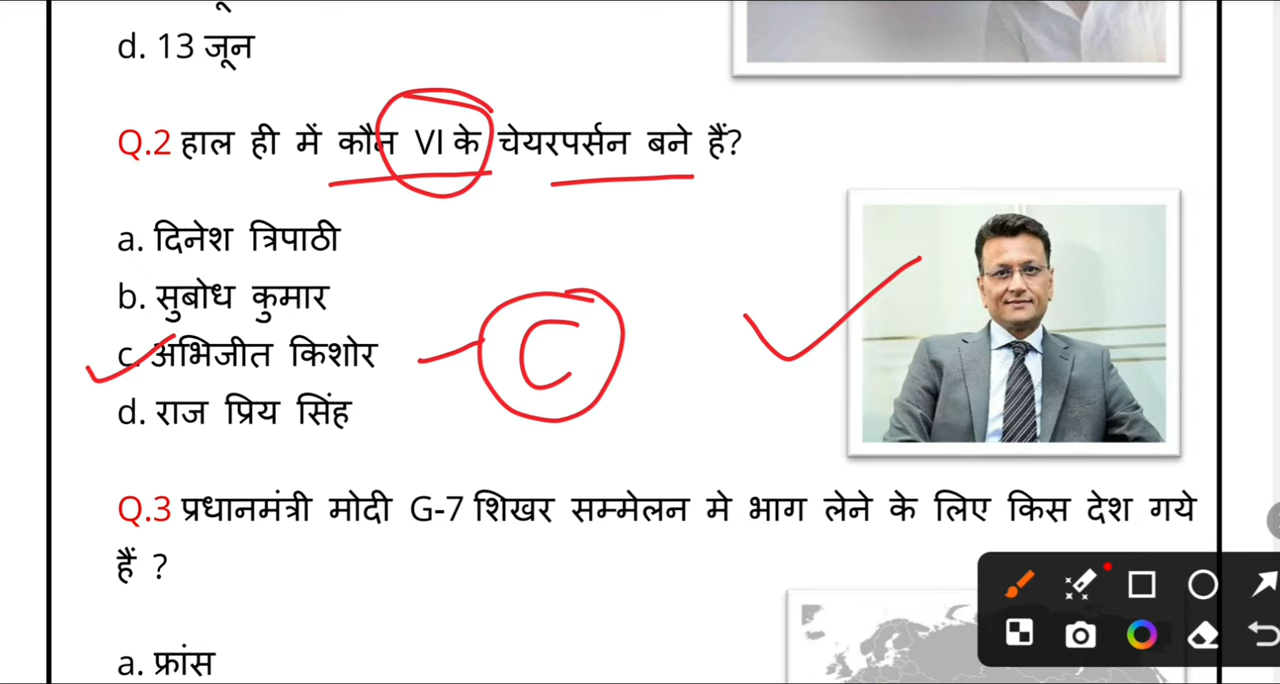 d. 13 जून
Q.2 हाल ही में कौन VI के चेयरपर्सन बने हैं?
a. दिनेश त्रिपाठी
b. सुबोध कुमार
c. अभिजीत किशोर
C
d. राज प्रिय सिंह
Q.3 प्रधानमंत्री मोदी G-7 शिखर सम्मेलन मे भाग लेने के लिए किस देश गये
हैं ?
a. फ्रांस